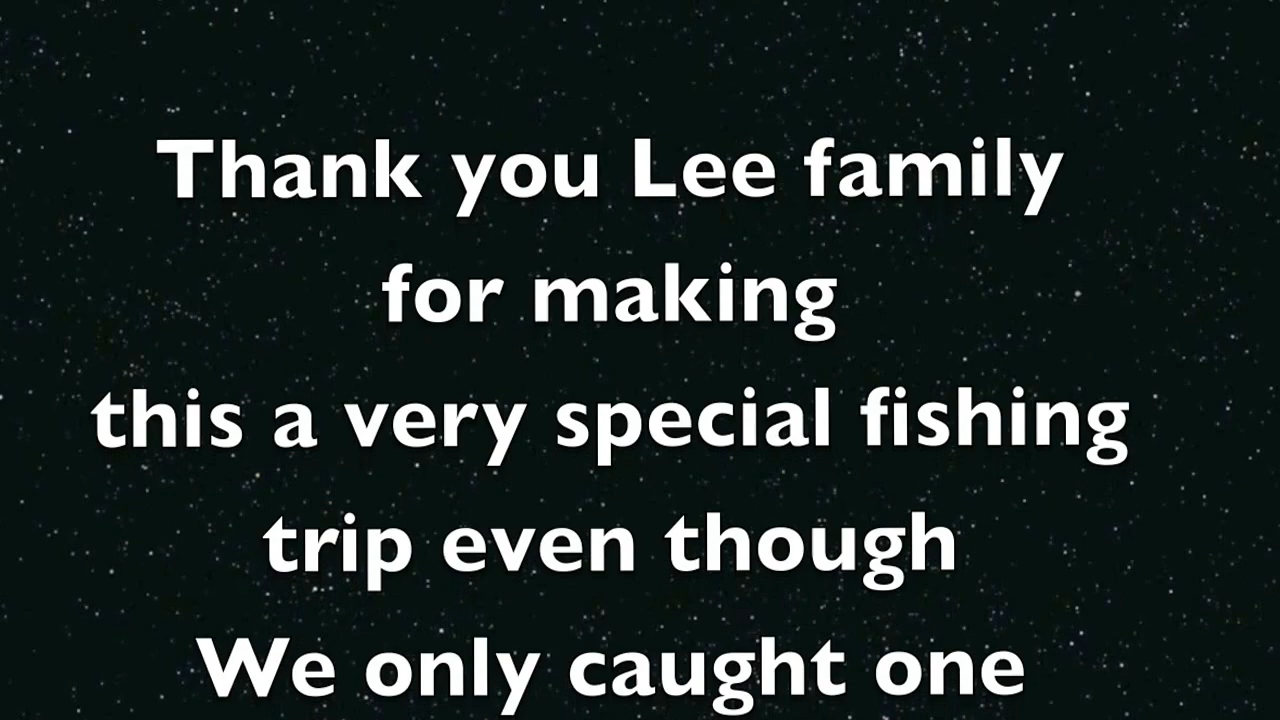 Thank you Lee family
for making
this a very special fishing
trip even though
We only caught one